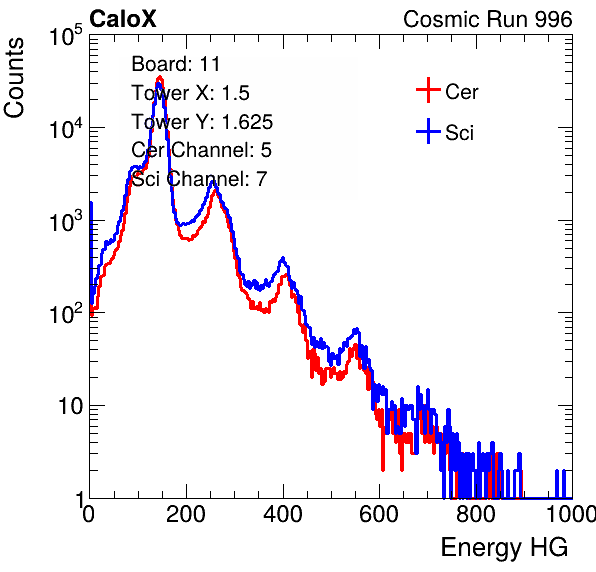 CaloX Cosmic Run 996
Counts
10^5
10^4
10^3
10^2
10
1
Board: 11
Tower X: 1.5
Tower Y: 1.625
Cer Channel: 5
Sci Channel: 7
Cer
Sci
0 200 400 600 800 1000
Energy HG